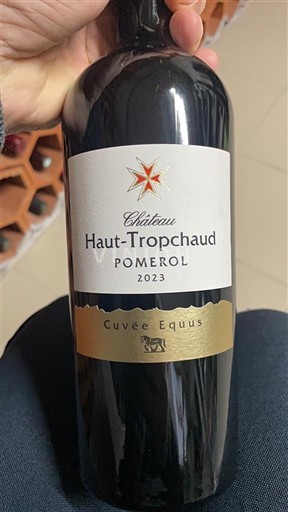 Château
Haut-Tropchaud
POMEROL
2023
Cuvée Equus